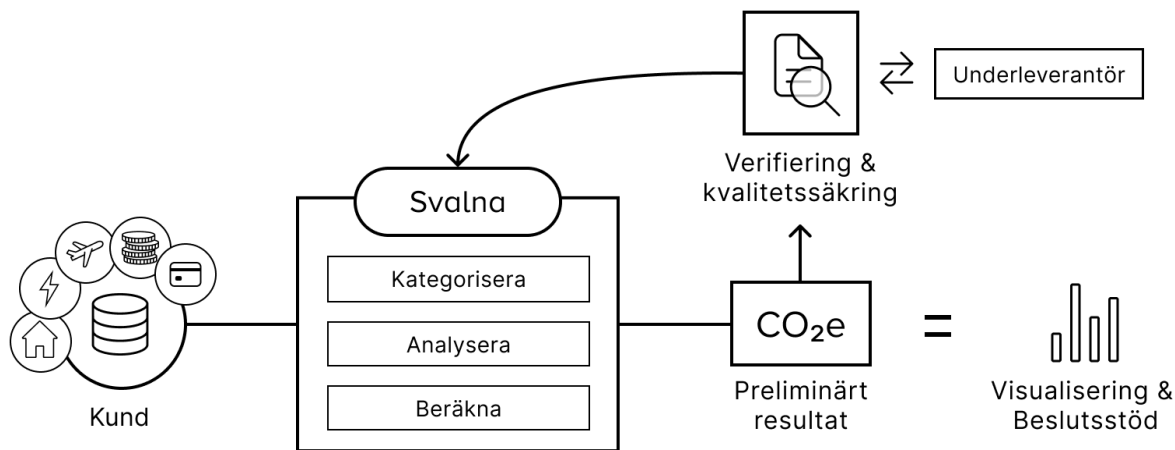 Underleverantör
Verifiering &
kvalitetssäkring
Svalna
Kategorisera
Analysera
Beräkna
Kund
CO₂e
=
Preliminärt
resultat
Visualisering &
Beslutsstöd